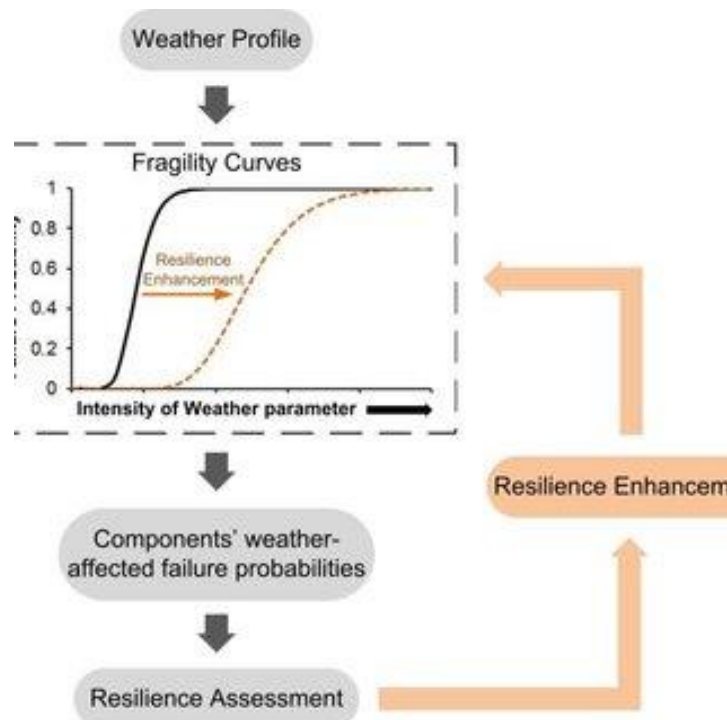 Weather Profile
Fragility Curves
1
0.8
0.6
0.4
0.2
0
Resilience
Enhancement
Intensity of Weather parameter
Resilience Enhancem
Components’ weather-
affected failure probabilities
Resilience Assessment